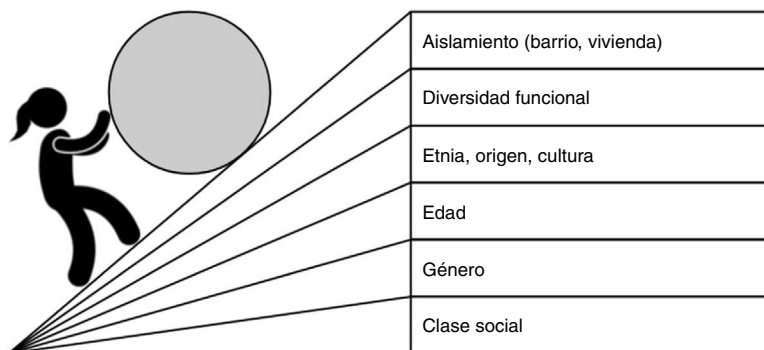 Aislamiento (barrio, vivienda)
Diversidad funcional
Etnia, origen, cultura
Edad
Género
Clase social